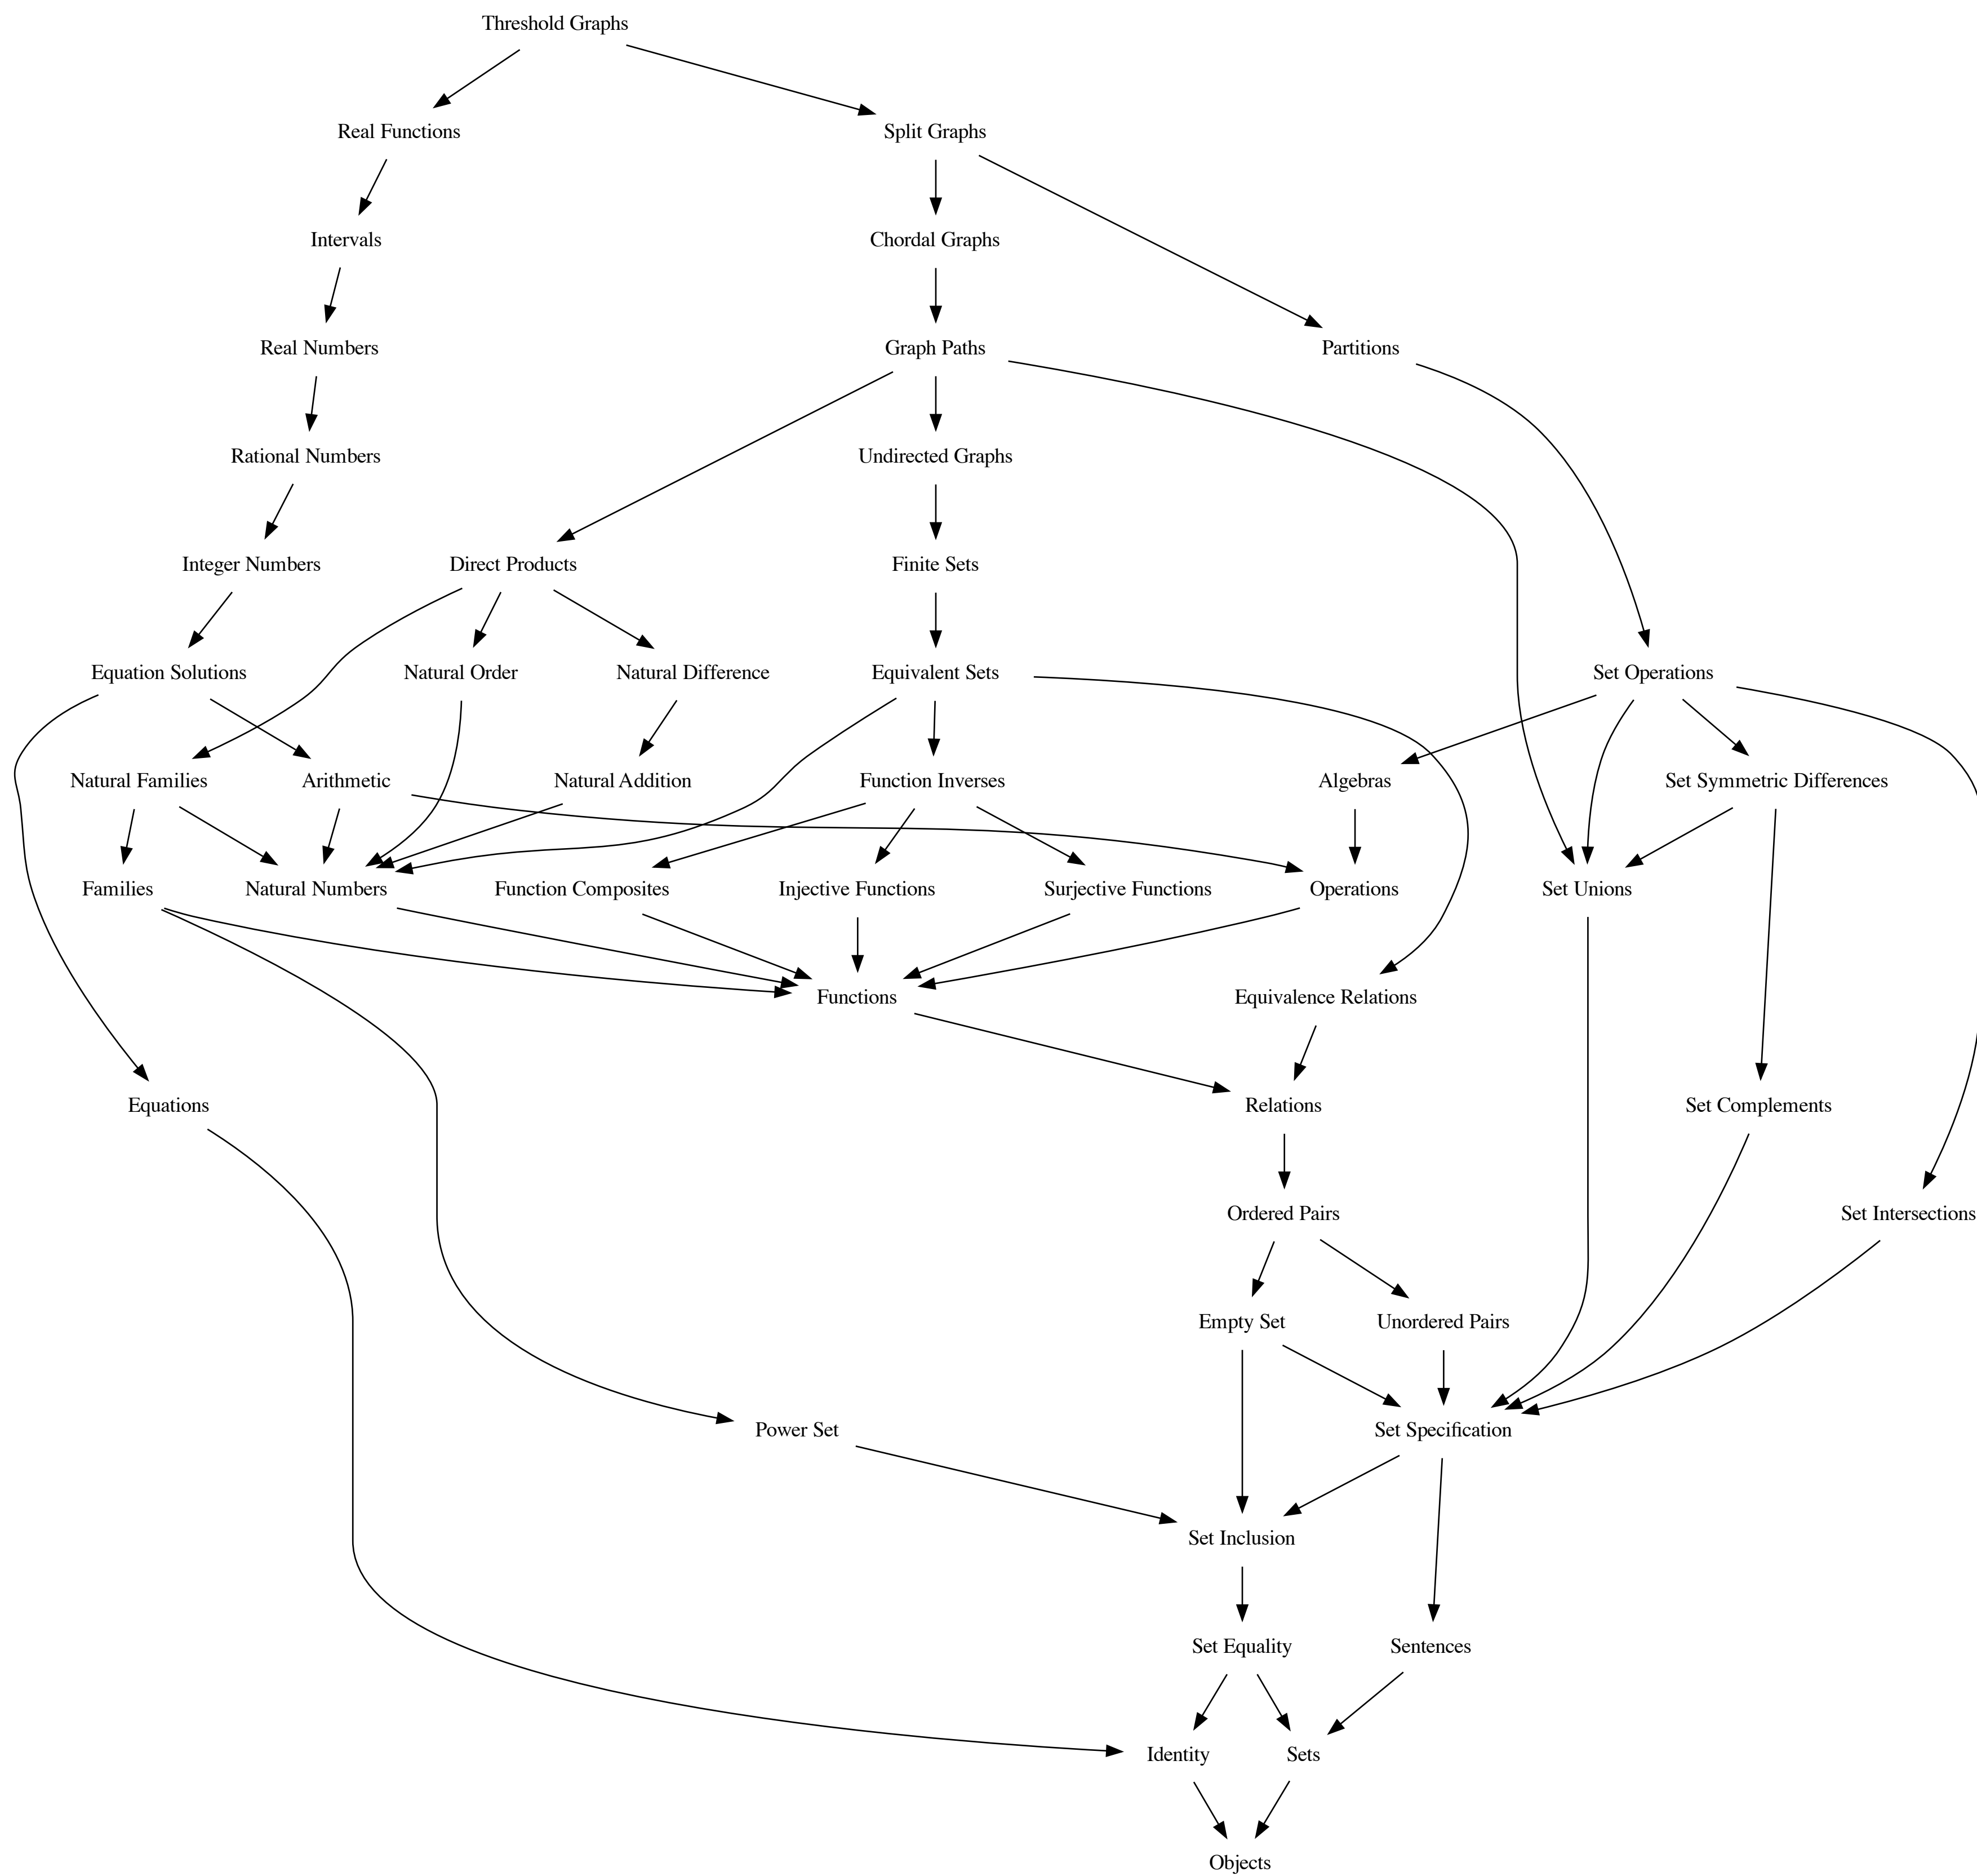 Threshold Graphs
Real Functions
Split Graphs
Intervals
Chordal Graphs
Real Numbers
Graph Paths
Partitions
Rational Numbers
Undirected Graphs
Integer Numbers
Direct Products
Finite Sets
Equation Solutions
Natural Order
Natural Difference
Equivalent Sets
Set Operations
Natural Families
Arithmetic
Natural Addition
Function Inverses
Algebras
Set Symmetric Differences
Families
Natural Numbers
Function Composites
Injective Functions
Surjective Functions
Operations
Set Unions
Functions
Equivalence Relations
Equations
Relations
Set Complements
Ordered Pairs
Set Intersections
Empty Set
Unordered Pairs
Power Set
Set Specification
Set Inclusion
Set Equality
Sentences
Identity
Sets
Objects